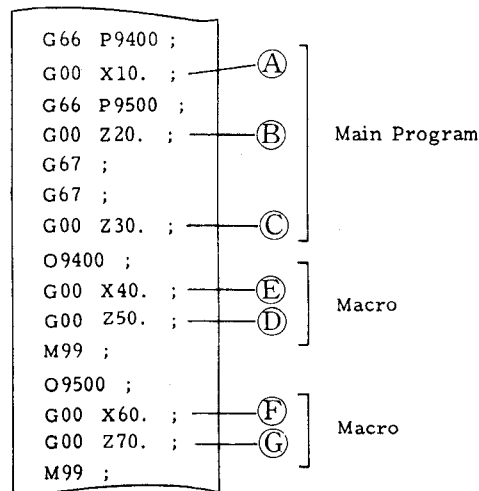 G66 P9400 ;
G00 X10. ; Ⓐ
G66 P9500 ;
G00 Z20. ; Ⓑ Main Program
G67 ;
G67 ;
G00 Z30. ; Ⓒ
O9400 ;
G00 X40. ; Ⓔ
Macro
G00 Z50. ; Ⓓ
M99 ;
O9500 ;
G00 X60. ; Ⓕ
Macro
G00 Z70. ; Ⓖ
M99 ;